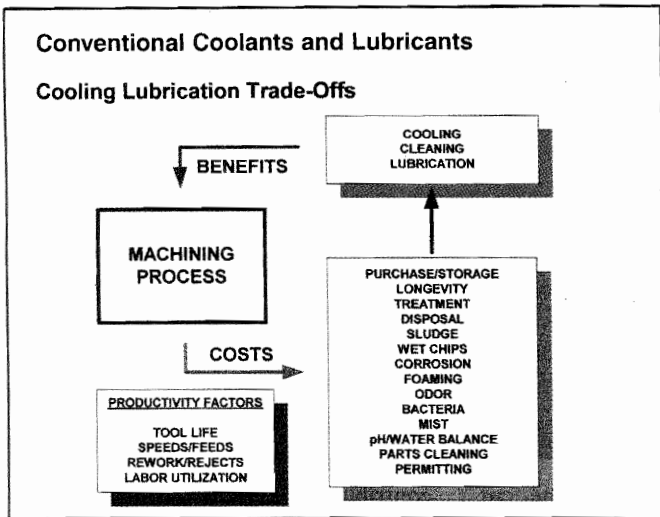 Conventional Coolants and Lubricants
Cooling Lubrication Trade-Offs
COOLING
CLEANING
LUBRICATION
BENEFITS
MACHINING
PROCESS
PURCHASE/STORAGE
LONGEVITY
TREATMENT
DISPOSAL
SLUDGE
WET CHIPS
CORROSION
FOAMING
ODOR
BACTERIA
MIST
pH/WATER BALANCE
PARTS CLEANING
PERMITTING
COSTS
PRODUCTIVITY FACTORS
TOOL LIFE
SPEEDS/FEEDS
REWORK/REJECTS
LABOR UTILIZATION